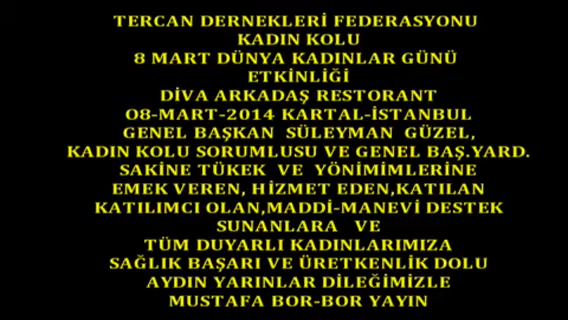 TERCAN DERNEKLERİ FEDERASYONU
KADIN KOLU
8 MART DÜNYA KADINLAR GÜNÜ
ETKİNLİĞİ
DİVA ARKADAŞ RESTORANT
08-MART-2014 KARTAL-İSTANBUL
GENEL BAŞKAN SÜLEYMAN GÜZEL,
KADIN KOLU SORUMLUSU VE GENEL BAŞ.YARD.
SAKİNE TÜKEK VE YÖNİMİMLERİNE
EMEK VEREN, HİZMET EDEN,KATILAN
KATILIMCI OLAN,MADDİ-MANEVİ DESTEK
SUNANLARA VE
TÜM DUYARLI KADINLARIMIZA
SAĞLIK BAŞARI VE ÜRETKENLİK DOLU
AYDIN YARINLAR DİLEĞİMİZLE
MUSTAFA BOR-BOR YAYIN